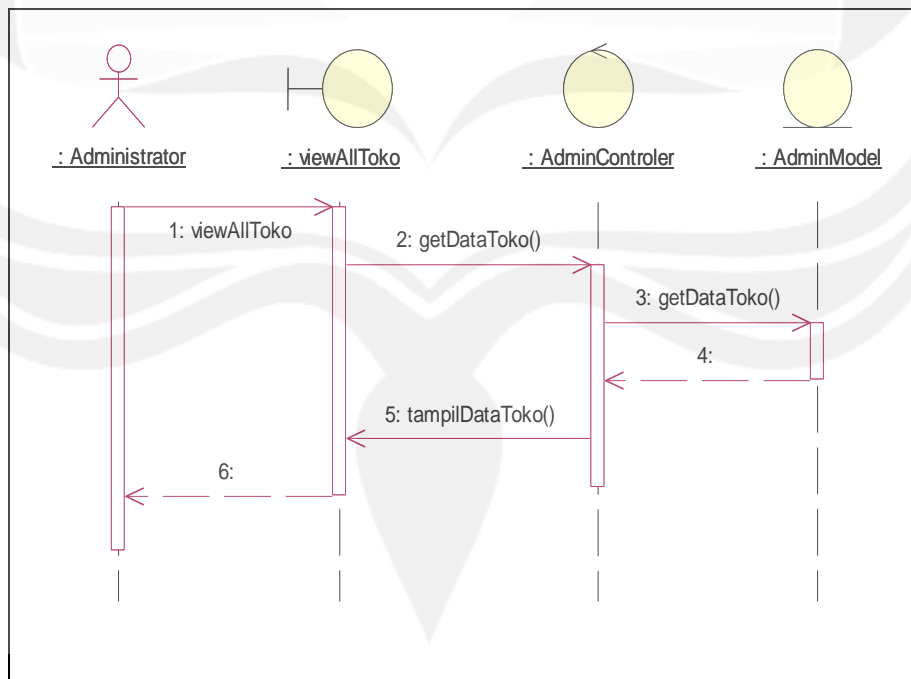 : Administrator
: viewAllToko
: AdminControler
: AdminModel
1: viewAllToko
2: getDataToko()
3: getDataToko()
4:
5: tampilDataToko()
6: